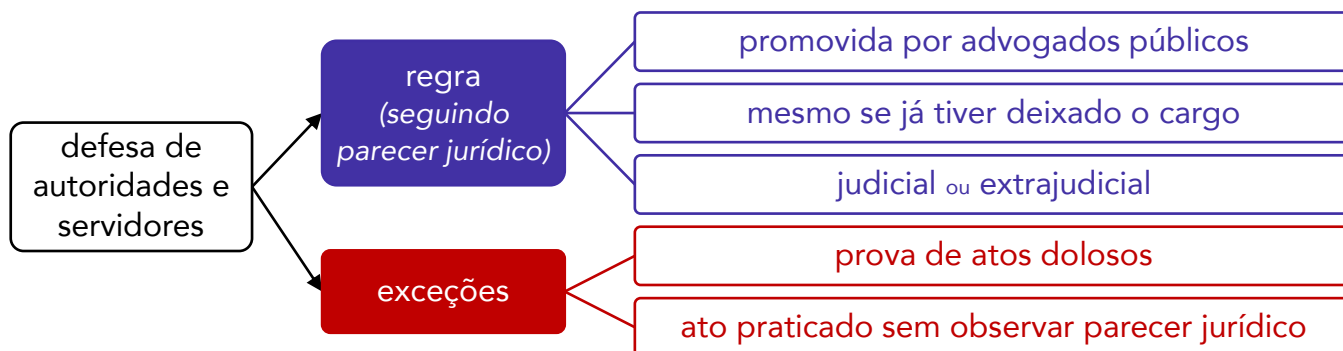 defesa de
autoridades e
servidores
regra
(seguindo
parecer jurídico)
promovida por advogados públicos
mesmo se já tiver deixado o cargo
judicial ou extrajudicial
exceções
prova de atos dolosos
ato praticado sem observar parecer jurídico